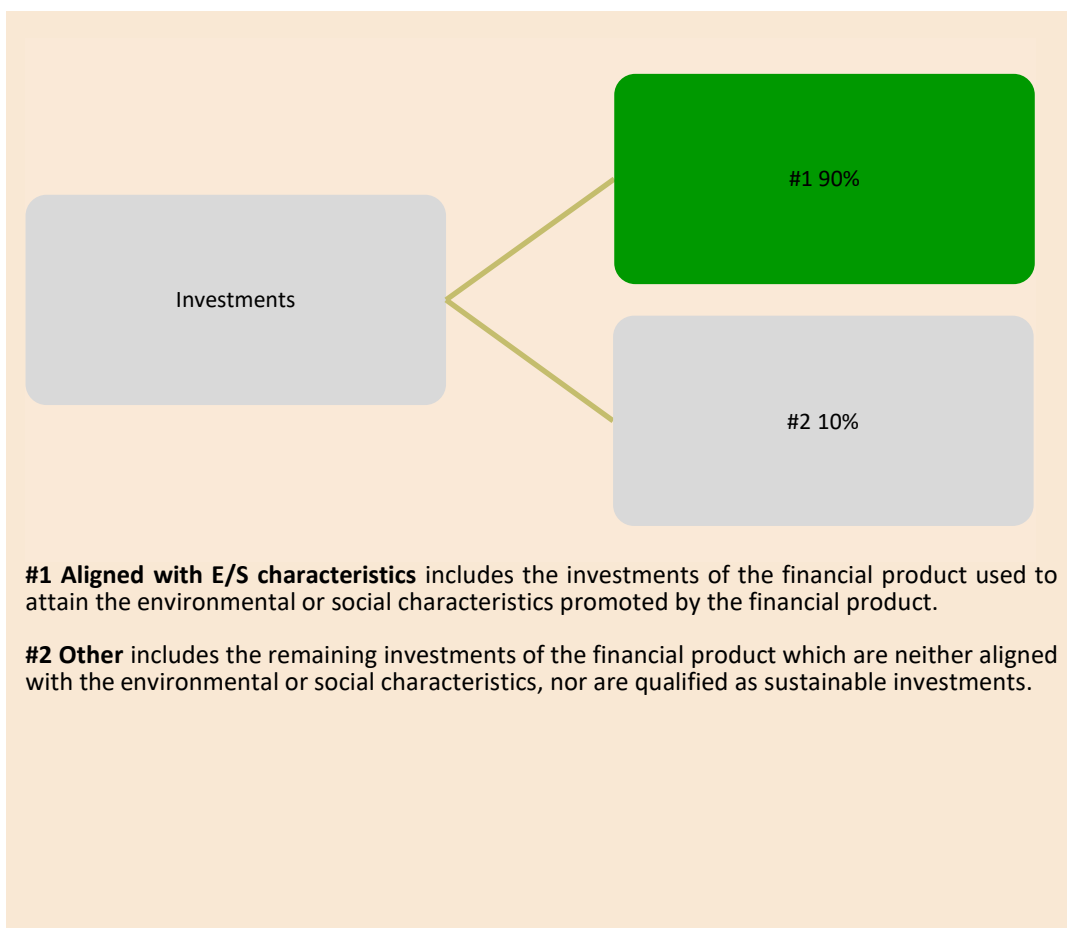 #1 90%
Investments
#2 10%
#1 Aligned with E/S characteristics includes the investments of the financial product used to
attain the environmental or social characteristics promoted by the financial product.
#2 Other includes the remaining investments of the financial product which are neither aligned
with the environmental or social characteristics, nor are qualified as sustainable investments.